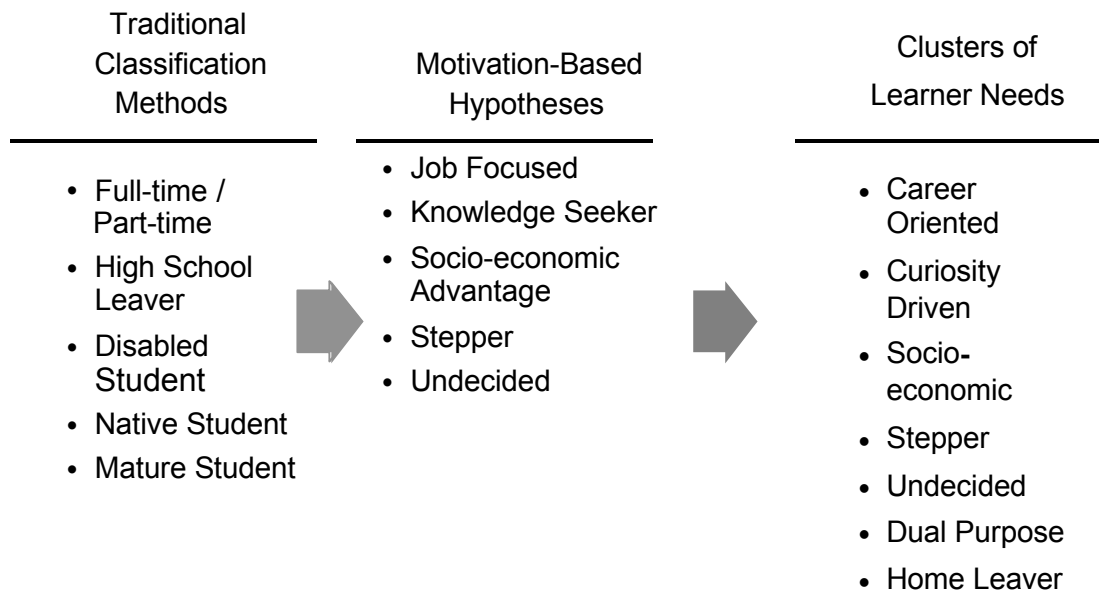 Traditional
Classification
Methods
• Full-time /
Part-time
• High School
Leaver
• Disabled
Student
• Native Student
• Mature Student
Motivation-Based
Hypotheses
• Job Focused
• Knowledge Seeker
• Socio-economic
Advantage
• Stepper
• Undecided
Clusters of
Learner Needs
• Career
Oriented
• Curiosity
Driven
• Socio-
economic
• Stepper
• Undecided
• Dual Purpose
• Home Leaver